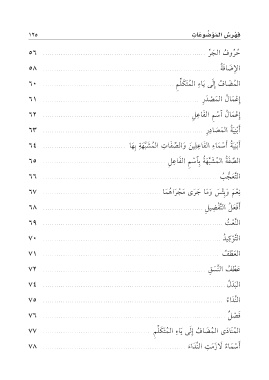 فِهْرِسُ المَوْضُوعَاتِ ١٢٥
حُرُوفُ الجَرِّ ٥٦
الإِضَافَةُ ٥٨
المُضَافُ إِلَى يَاءِ المُتَكَلِّمِ ٦٠
إِعْمَالُ المَصْدَرِ ٦١
إِعْمَالُ اسْمِ الفَاعِلِ ٦٢
أَبْنِيَةُ المَصَادِرِ ٦٣
أَبْنِيَةُ أَسْمَاءِ الفَاعِلِينَ وَالصِّفَاتِ المُشَبَّهَةِ بِهَا ٦٤
الصِّفَةُ المُشَبَّهَةُ بِاسْمِ الفَاعِلِ ٦٥
التَّعَجُّبُ ٦٦
نِعْمَ وَبِئْسَ وَمَا جَرَى مَجْرَاهُمَا ٦٧
أَفْعَلُ التَّفْضِيلِ ٦٨
النَّعْتُ ٦٩
التَّوْكِيدُ ٧٠
العَطْفُ ٧١
عَطْفُ النَّسَقِ ٧٢
البَدَلُ ٧٤
النِّدَاءُ ٧٥
فَصْلٌ ٧٦
المُنَادَى المُضَافُ إِلَى يَاءِ المُتَكَلِّمِ ٧٧
أَسْمَاءٌ لَازَمَتِ النِّدَاءَ ٧٨